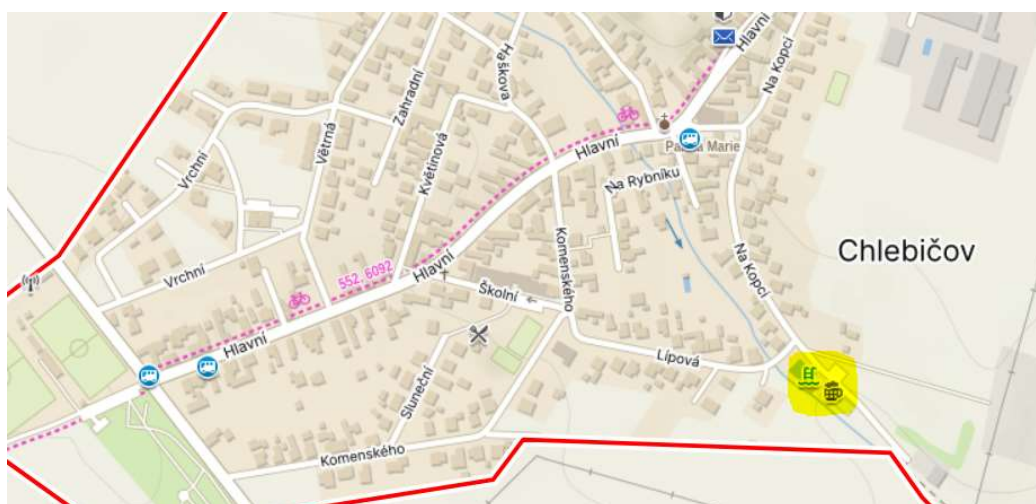 Hlavní
Haškova
Na Kopci
Zahradní
Větrná
Květinová
Vrchní
Hlavní
Panna Marie
Na Rybníku
Komenského
Na Kopci
Chlebičov
Vrchní
552, 6092
Hlavní
Školní
Hlavní
Lípová
Sluneční
Komenského